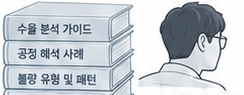 수율 분석 가이드
공정 해석 사례
불량 유형 및 패턴